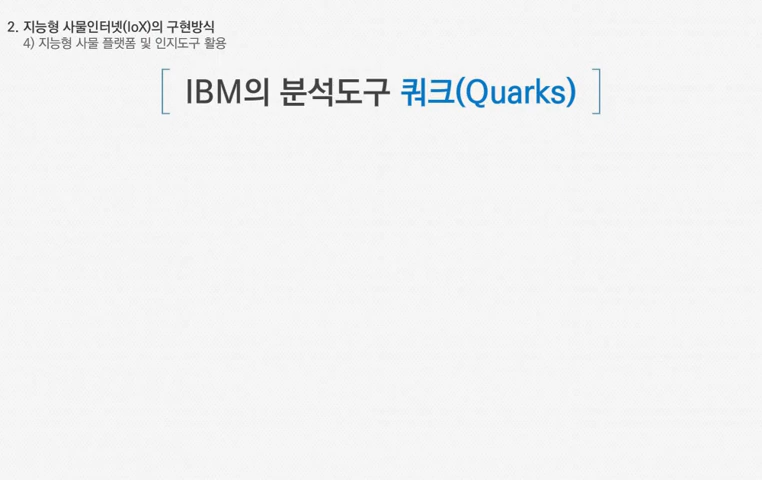 2. 지능형 사물인터넷(IoX)의 구현방식
4) 지능형 사물 플랫폼 및 인지도구 활용
IBM의 분석도구 쿼크(Quarks)